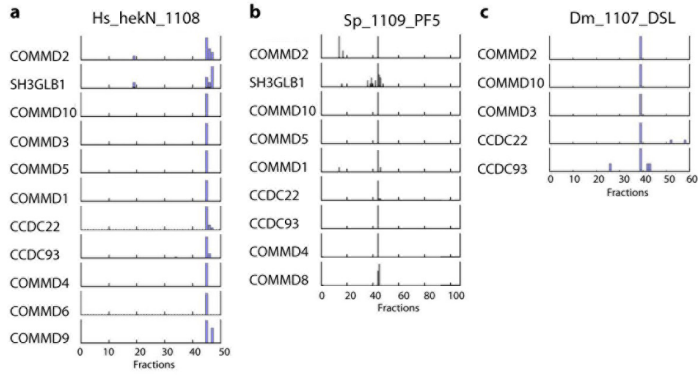 a
Hs_hekN_1108
COMMD2
SH3GLB1
COMMD10
COMMD3
COMMD5
COMMD1
CCDC22
CCDC93
COMMD4
COMMD6
COMMD9
0 10 20 30 40 50
Fractions
b
Sp_1109_PF5
COMMD2
SH3GLB1
COMMD10
COMMD5
COMMD1
CCDC22
CCDC93
COMMD4
COMMD8
0 20 40 60 80 100
Fractions
c
Dm_1107_DSL
COMMD2
COMMD10
COMMD3
CCDC22
CCDC93
0 10 20 30 40 50 60
Fractions